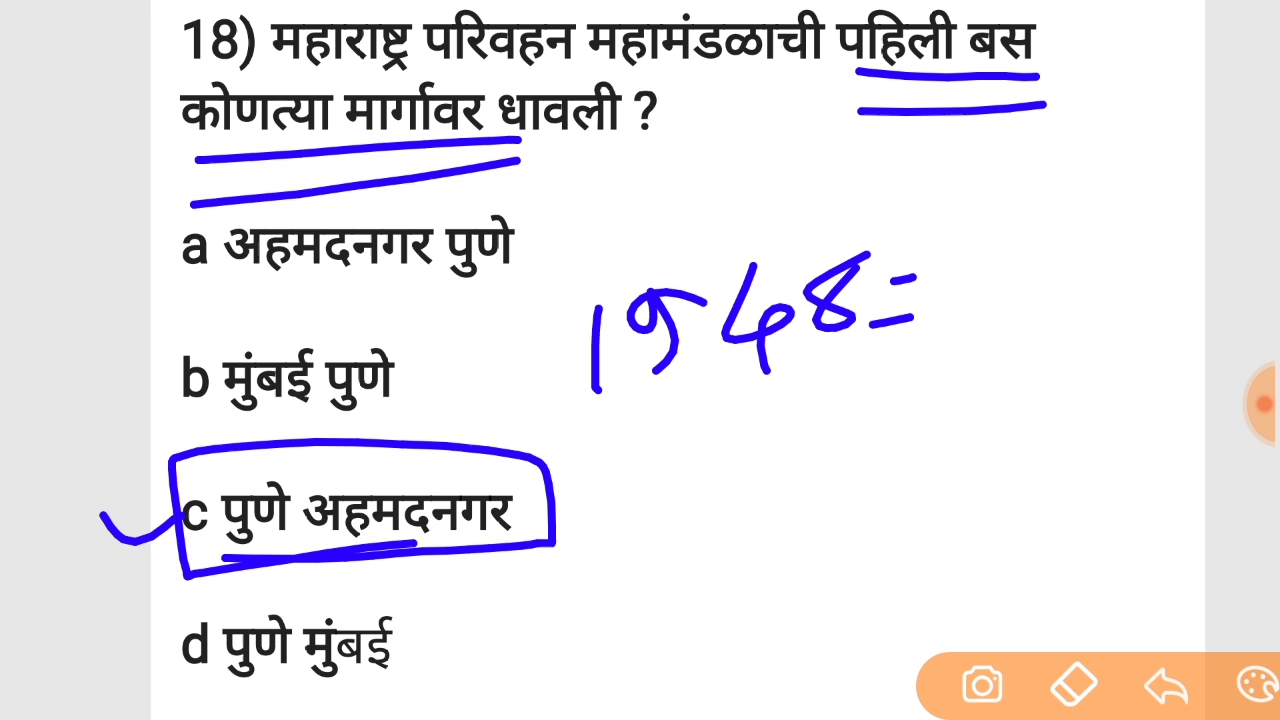 18) महाराष्ट्र परिवहन महामंडळाची पहिली बस
कोणत्या मार्गावर धावली ?
a अहमदनगर पुणे
1948=
b मुंबई पुणे
c पुणे अहमदनगर
d पुणे मुंबई